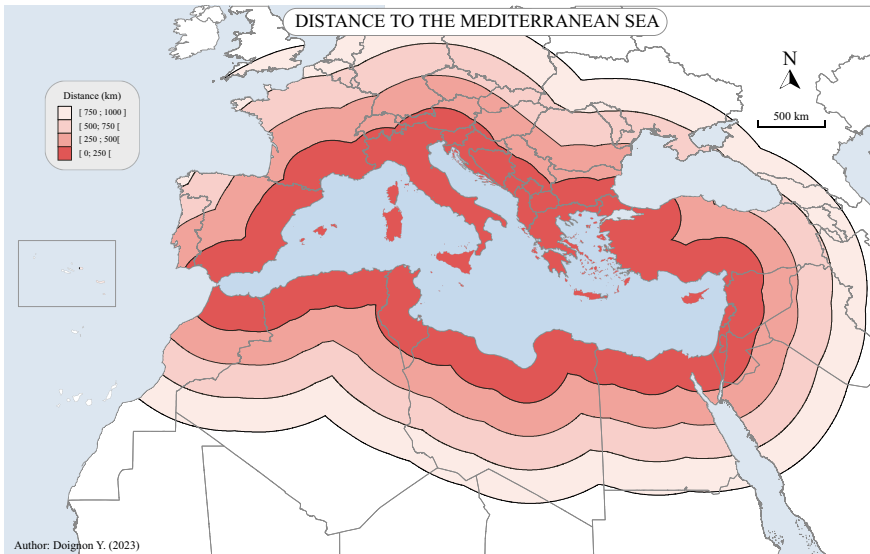 DISTANCE TO THE MEDITERRANEAN SEA
N
500 km
Distance (km)
[ 750 ; 1000 ]
[ 500; 750 [
[ 250 ; 500[
[ 0; 250 [
Author: Doignon Y. (2023)